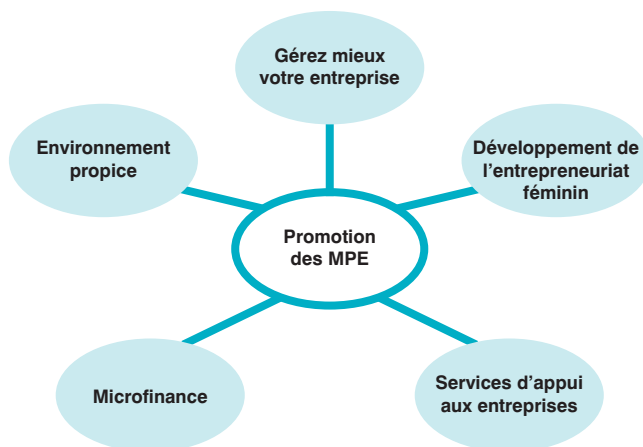 Gérez mieux
votre entreprise
Environnement
propice
Développement de
l’entrepreneuriat
féminin
Promotion
des MPE
Microfinance
Services d’appui
aux entreprises